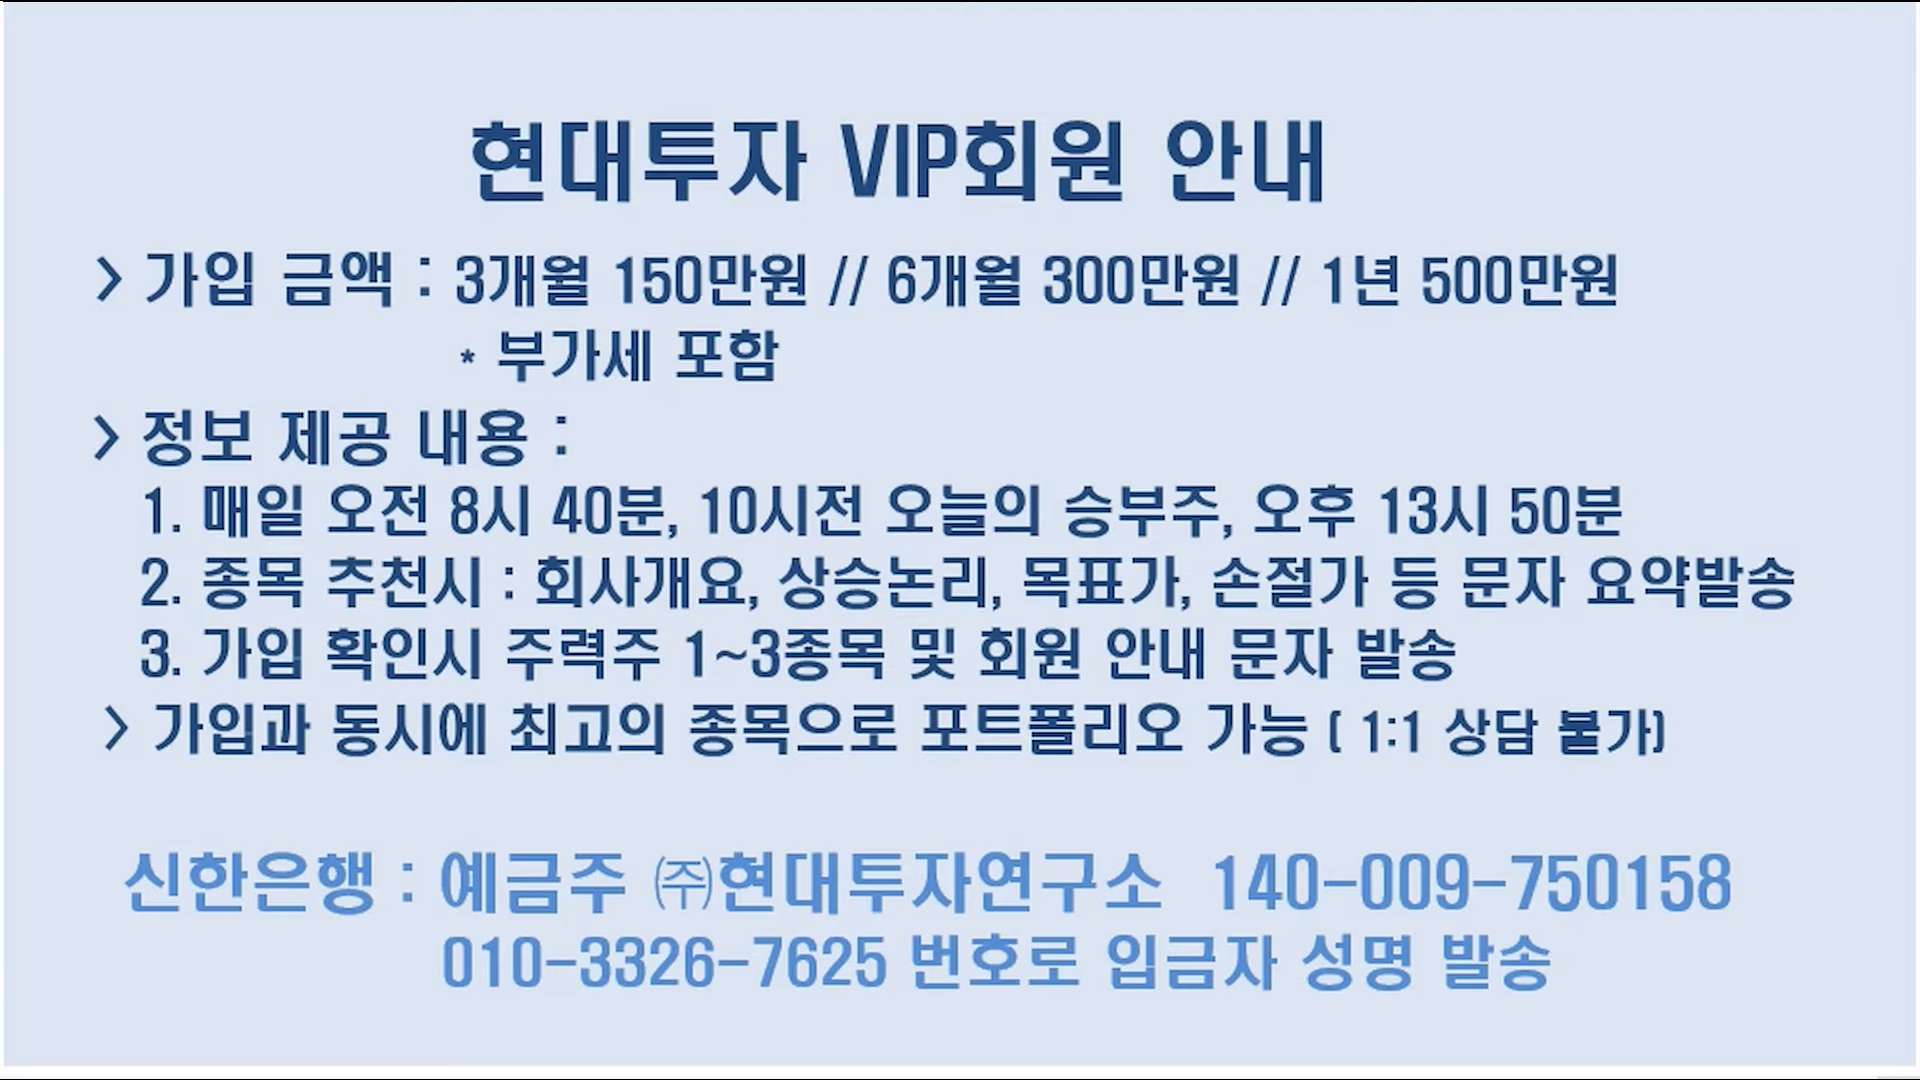 현대투자 VIP회원 안내
> 가입 금액 : 3개월 150만원 // 6개월 300만원 // 1년 500만원
* 부가세 포함
> 정보 제공 내용 :
1. 매일 오전 8시 40분, 10시전 오늘의 승부주, 오후 13시 50분
2. 종목 추천시 : 회사개요, 상승논리, 목표가, 손절가 등 문자 요약발송
3. 가입 확인시 주력주 1~3종목 및 회원 안내 문자 발송
> 가입과 동시에 최고의 종목으로 포트폴리오 가능 ( 1:1 상담 불가)
신한은행 : 예금주 ㈜현대투자연구소 140-009-750158
010-3326-7625 번호로 입금자 성명 발송